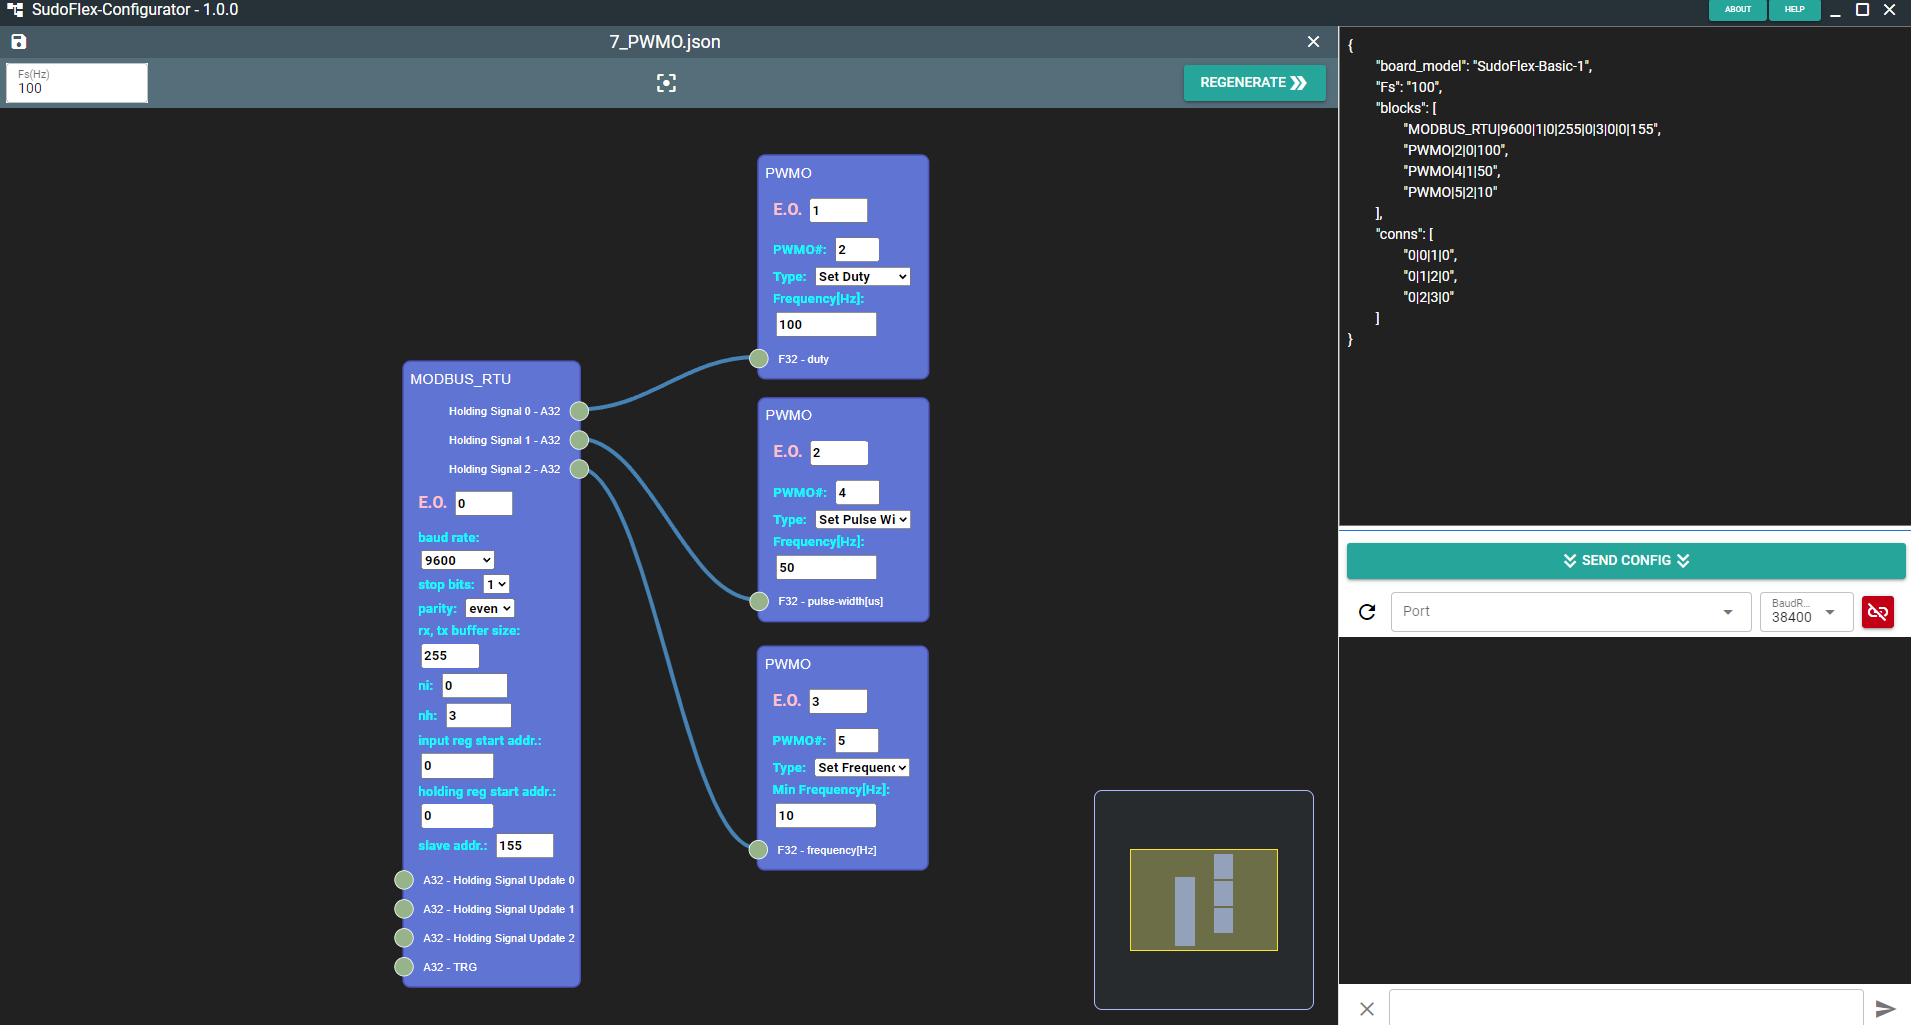 SudoFlex-Configurator - 1.0.0
ABOUT
HELP
7_PWMO.json
Fs(Hz)
100
REGENERATE
MODBUS_RTU
Holding Signal 0 - A32
Holding Signal 1 - A32
Holding Signal 2 - A32
E.O. 0
baud rate:
9600
stop bits: 1
parity: even
rx, tx buffer size:
255
ni: 0
nh: 3
input reg start addr.:
0
holding reg start addr.:
0
slave addr.: 155
A32 - Holding Signal Update 0
A32 - Holding Signal Update 1
A32 - Holding Signal Update 2
A32 - TRG
PWMO
E.O. 1
PWMO#: 2
Type: Set Duty
Frequency[Hz]:
100
F32 - duty
PWMO
E.O. 2
PWMO#: 4
Type: Set Pulse Wi
Frequency[Hz]:
50
F32 - pulse-width[us]
PWMO
E.O. 3
PWMO#: 5
Type: Set Frequenc
Min Frequency[Hz]:
10
F32 - frequency[Hz]
{
"board_model": "SudoFlex-Basic-1",
"Fs": "100",
"blocks": [
"MODBUS_RTU|9600|1|0|255|0|3|0|0|155",
"PWMO|2|0|100",
"PWMO|4|1|50",
"PWMO|5|2|10"
],
"conns": [
"0|0|1|0",
"0|1|2|0",
"0|2|3|0"
]
}
SEND CONFIG
Port
BaudR...
38400